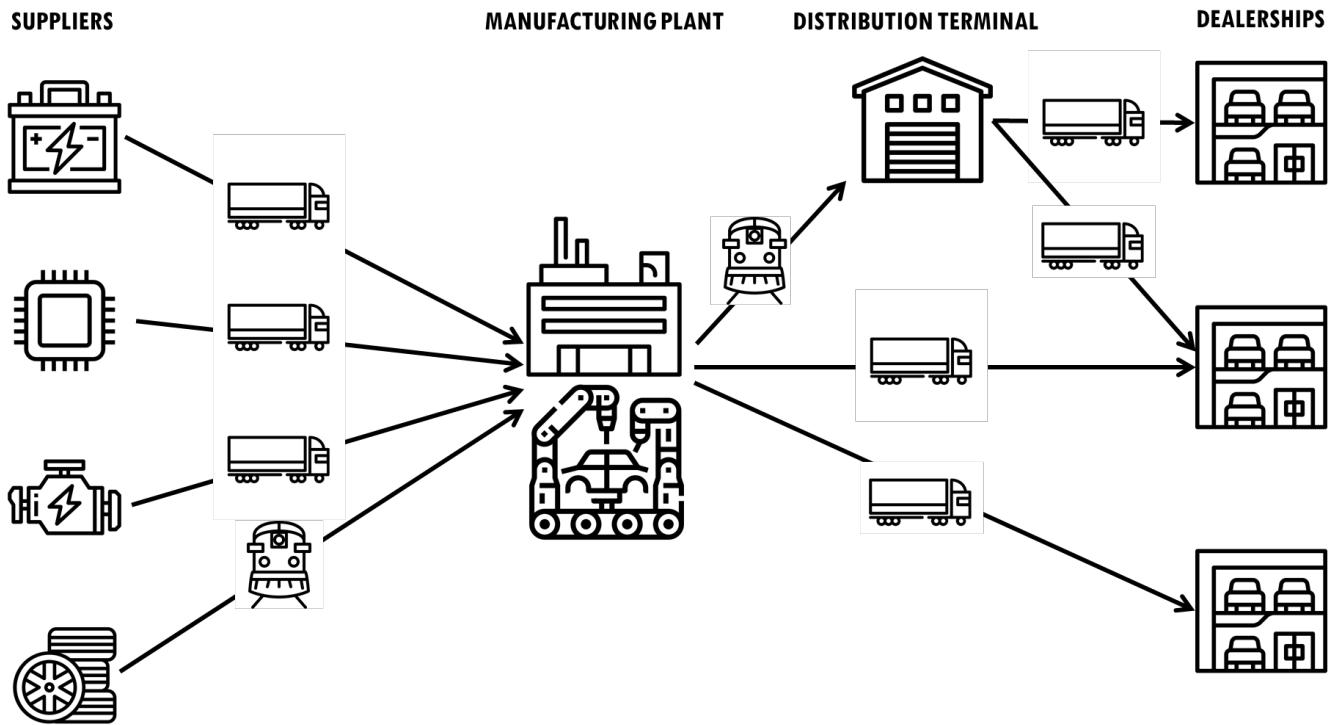 SUPPLIERS
MANUFACTURING PLANT
DISTRIBUTION TERMINAL
DEALERSHIPS